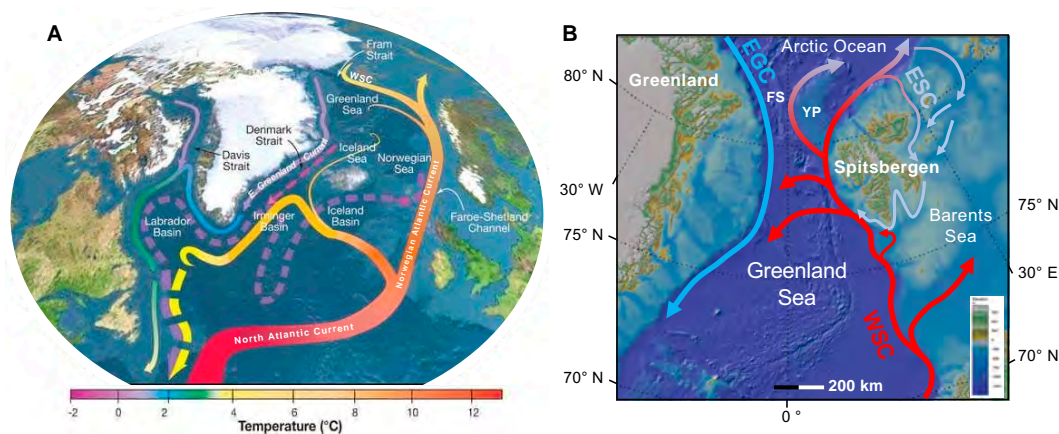 A
Fram
Strait
WSC
Greenland
Sea
Denmark
Strait
Iceland
Sea
Norwegian
Sea
Davis
Strait
E. Greenland Current
Labrador
Basin
Irminger
Basin
Iceland
Basin
Faroe-Shetland
Channel
Norwegian Atlantic Current
North Atlantic Current
-2 0 2 4 6 8 10 12
Temperature (°C)
B
80° N
30° W
75° N
70° N
Greenland
EGC
Arctic Ocean
FS
YP
ESC
Spitsbergen
Barents
Sea
Greenland
Sea
WSC
200 km
0°
75° N
30° E
70° N